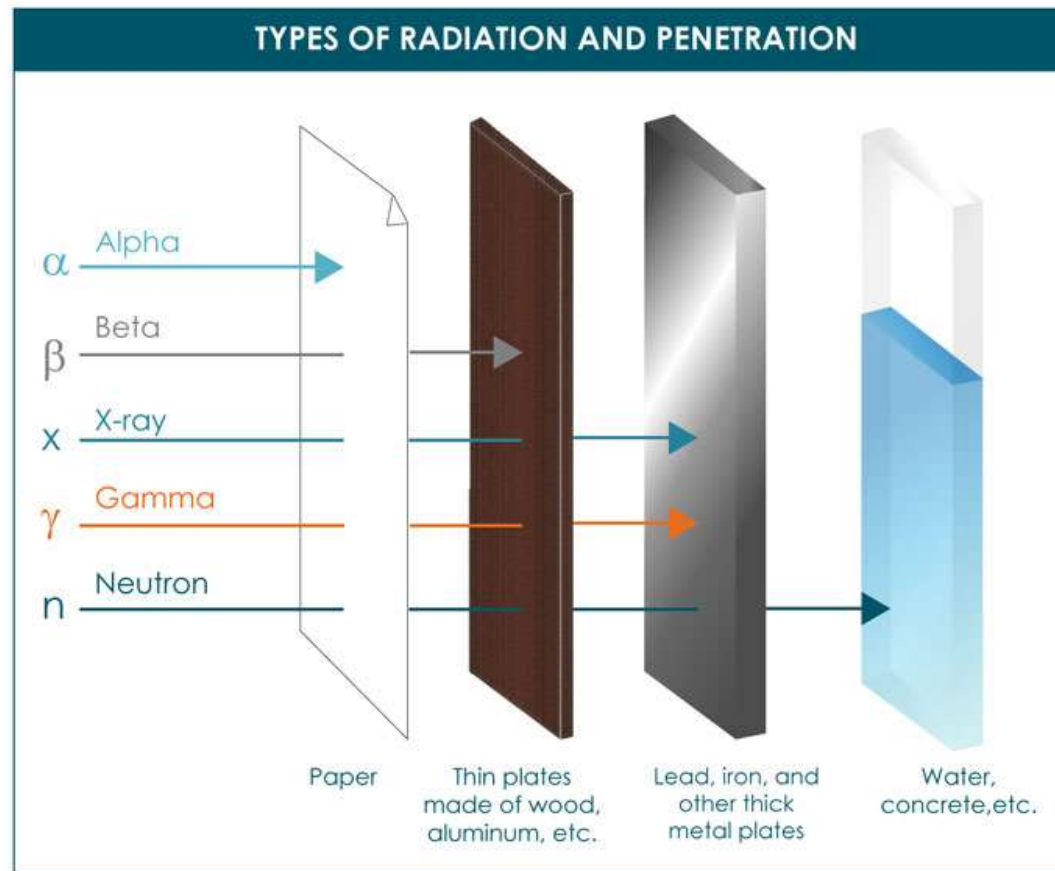 TYPES OF RADIATION AND PENETRATION
α Alpha
β Beta
x X-ray
γ Gamma
n Neutron
Paper
Thin plates
made of wood,
aluminum, etc.
Lead, iron, and
other thick
metal plates
Water,
concrete,etc.